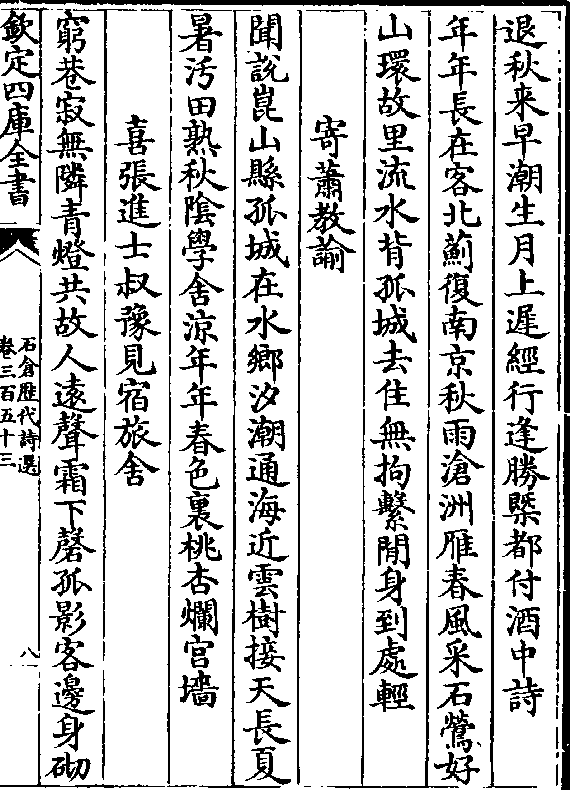 退秋来早潮生月上遲經行逢勝槩都付酒中詩
年年長在客北薊復南京秋雨滄洲雁春風采石鶯好
山環故里流水背孤城去住無拘繫閒身到處輕
寄蕭教諭
聞說崑山縣孤城在水鄉汐潮通海近雲樹接天長夏
暑汚田熟秋陰學舍涼年年春色裏桃杏爛宫墻
喜張進士叔豫見宿旅舍
窮巷寂無隣青燈共故人遠聲霜下磬孤影客邊身砌
欽定四庫全書
石倉歷代詩選
卷三百五十三
八